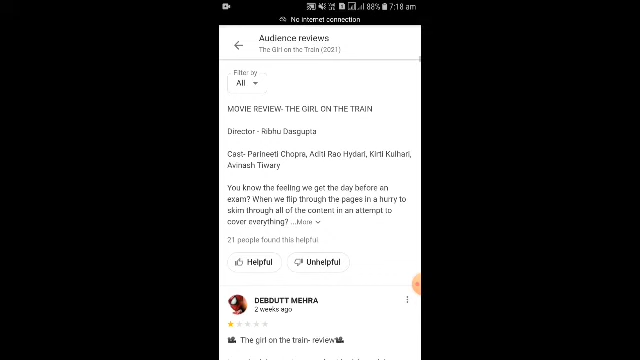 88% 7:18 am
No internet connection
Audience reviews
The Girl on the Train (2021)
Filter by
All
MOVIE REVIEW- THE GIRL ON THE TRAIN
Director - Ribhu Dasgupta
Cast- Parineeti Chopra, Aditi Rao Hydari, Kirti Kulhari,
Avinash Tiwary
You know the feeling we get the day before an
exam? When we flip through the pages in a hurry to
skim through all of the content in an attempt to
cover everything? ...More
21 people found this helpful
Helpful
Unhelpful
DEBDUTT MEHRA
2 weeks ago
The girl on the train- review